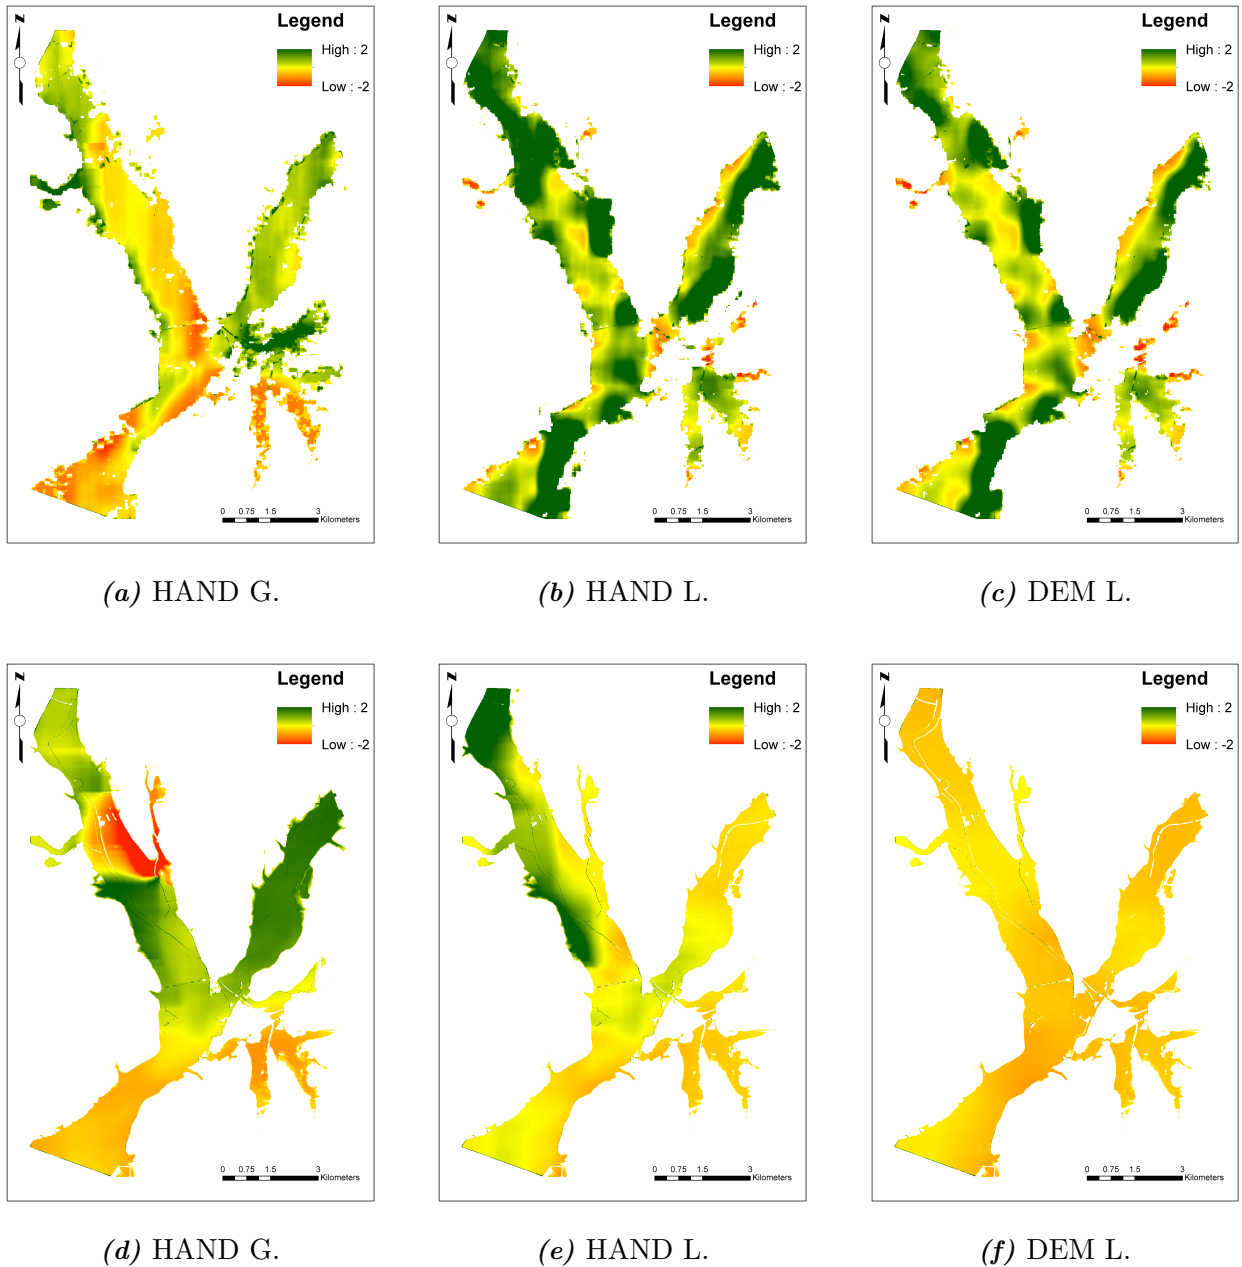 N
Legend
High : 2
Low : -2
0 0.75 1.5 3
Kilometers
N
Legend
High : 2
Low : -2
0 0.75 1.5 3
Kilometers
N
Legend
High : 2
Low : -2
0 0.75 1.5 3
Kilometers
(a) HAND G.
(b) HAND L.
(c) DEM L.
N
Legend
High : 2
Low : -2
0 0.75 1.5 3
Kilometers
N
Legend
High : 2
Low : -2
0 0.75 1.5 3
Kilometers
N
Legend
High : 2
Low : -2
0 0.75 1.5 3
Kilometers
(d) HAND G.
(e) HAND L.
(f) DEM L.